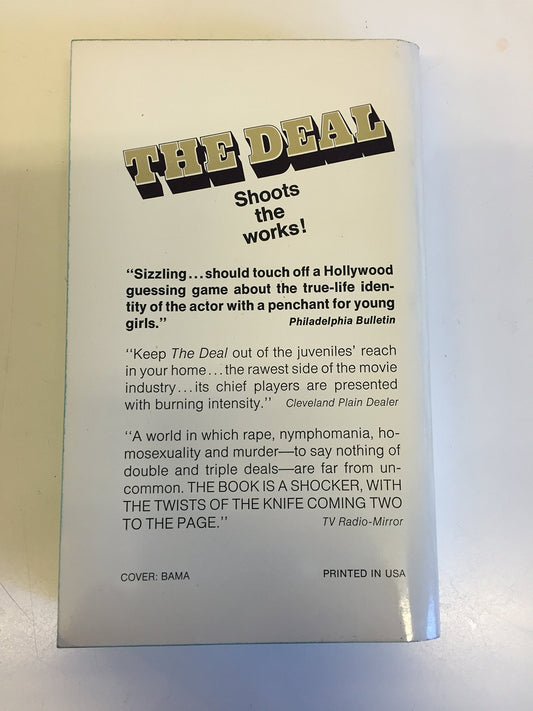 THE DEAL
Shoots
the
works!
"Sizzling...should touch off a Hollywood
guessing game about the true-life iden-
tity of the actor with a penchant for young
girls." Philadelphia Bulletin
"Keep The Deal out of the juveniles' reach
in your home...the rawest side of the movie
industry...its chief players are presented
with burning intensity." Cleveland Plain Dealer
"A world in which rape, nymphomania, ho-
mosexuality and murder—to say nothing of
double and triple deals—are far from un-
common. THE BOOK IS A SHOCKER, WITH
THE TWISTS OF THE KNIFE COMING TWO
TO THE PAGE." TV Radio-Mirror
COVER: BAMA PRINTED IN USA